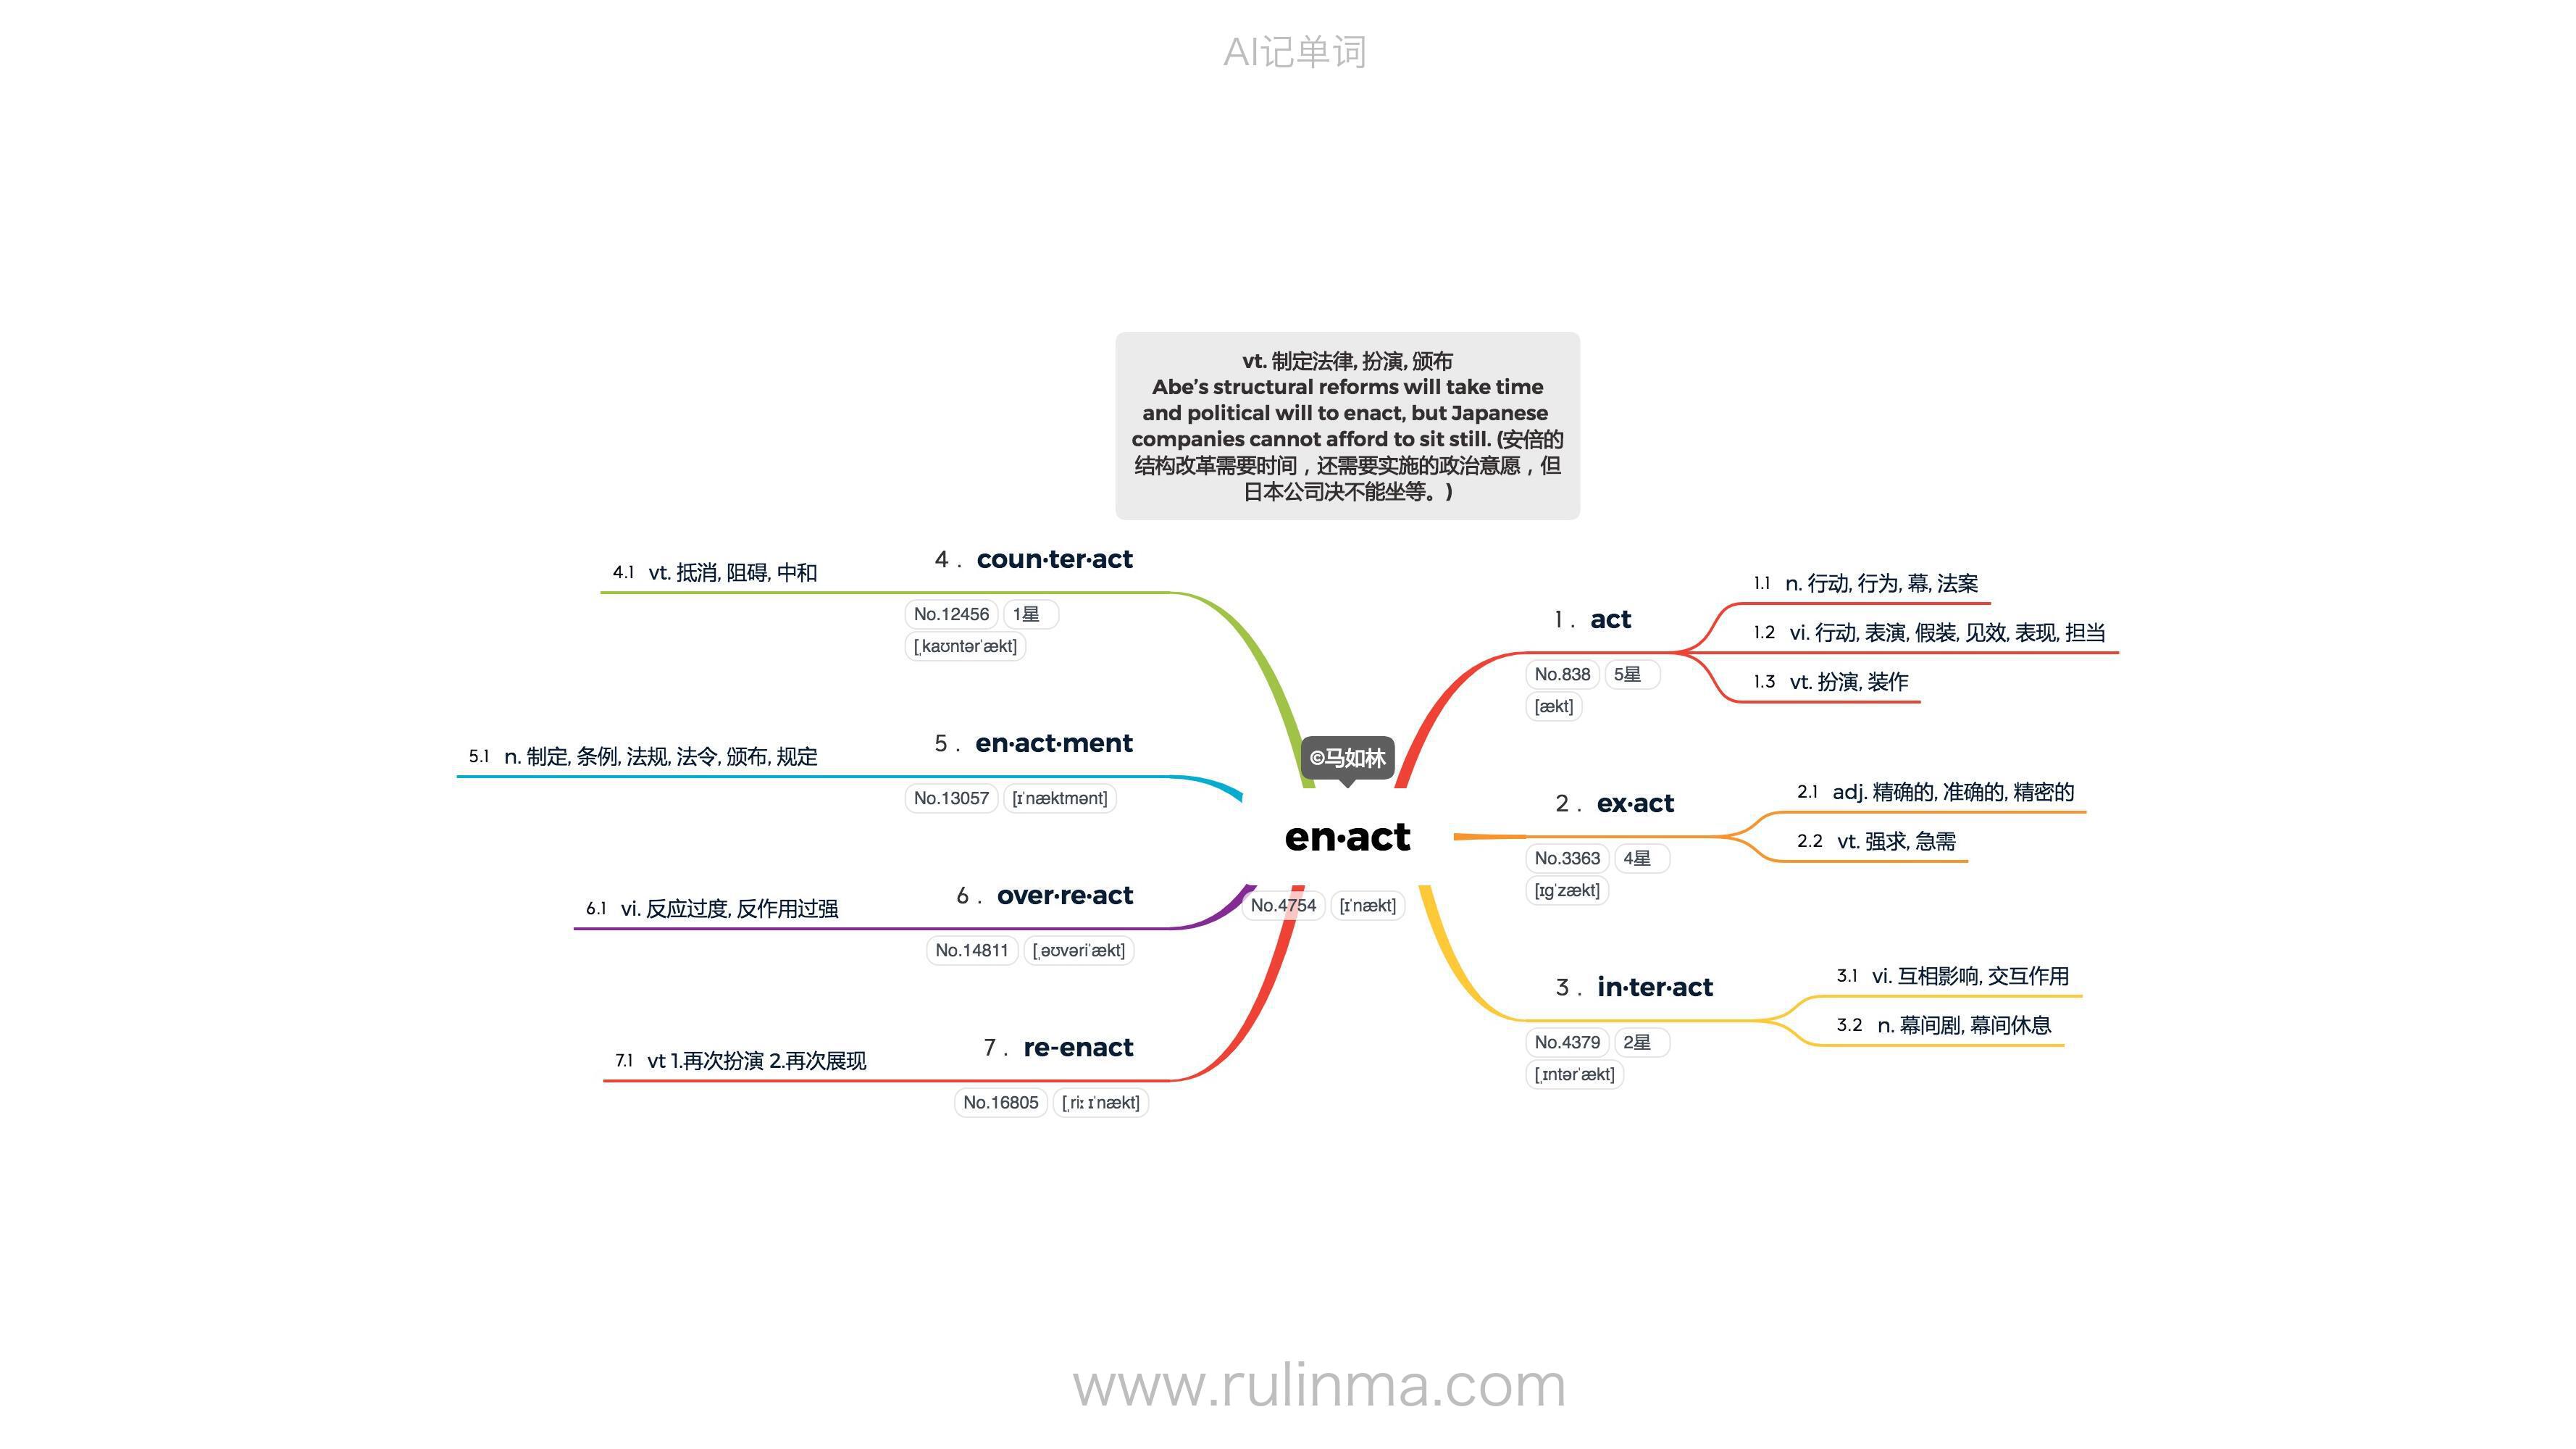 AI记单词
vt. 制定法律, 扮演, 颁布
Abe’s structural reforms will take time
and political will to enact, but Japanese
companies cannot afford to sit still. (安倍的
结构改革需要时间，还需要实施的政治意愿，但
日本公司决不能坐等。)
©马如林
en·act
No.4754 [ɪˈnækt]
1. act
No.838 5星
[ækt]
1.1 n. 行动, 行为, 幕, 法案
1.2 vi. 行动, 表演, 假装, 见效, 表现, 担当
1.3 vt. 扮演, 装作
2. ex·act
No.3363 4星
[ɪgˈzækt]
2.1 adj. 精确的, 准确的, 精密的
2.2 vt. 强求, 急需
3. in·ter·act
No.4379 2星
[ˌɪntərˈækt]
3.1 vi. 互相影响, 交互作用
3.2 n. 幕间剧, 幕间休息
4. coun·ter·act
No.12456 1星
[ˌkaʊntərˈækt]
4.1 vt. 抵消, 阻碍, 中和
5. en·act·ment
No.13057 [ɪˈnæktmənt]
5.1 n. 制定, 条例, 法规, 法令, 颁布, 规定
6. over·re·act
No.14811 [ˌəʊvəriˈækt]
6.1 vi. 反应过度, 反作用过强
7. re-enact
No.16805 [ˌriː ɪˈnækt]
7.1 vt 1.再次扮演 2.再次展现
www.rulinma.com